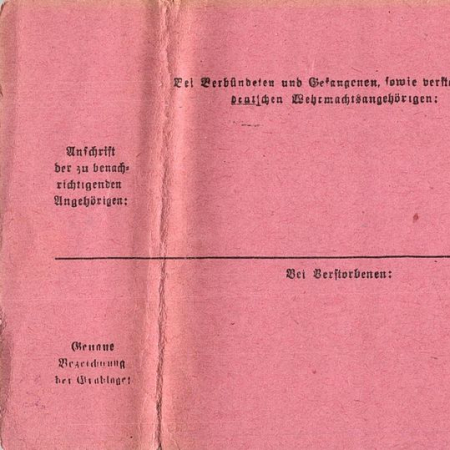 Bei Verbündeten und Gefangenen, sowie
deutschen Wehrmachtsangehörigen:
Anschrift
der zu benach-
richtigenden
Angehörigen:
Bei Verstorbenen:
Genaue
Bezeichnung
der Grablage: